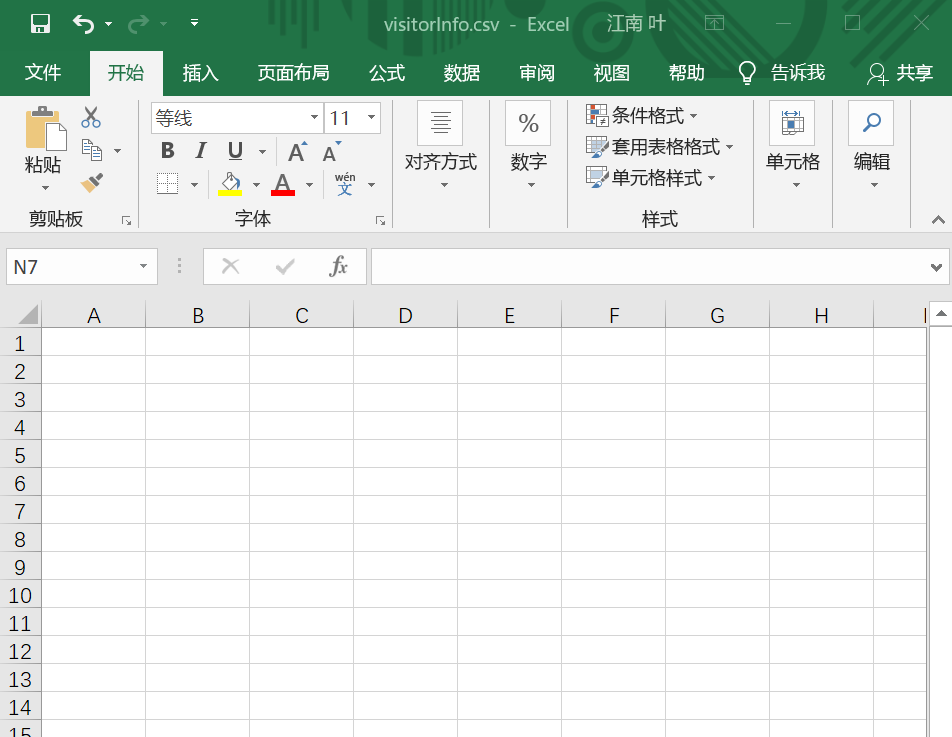 visitorInfo.csv - Excel 江南 叶
文件 开始 插入 页面布局 公式 数据 审阅 视图 帮助 告诉我 共享
等线 11
条件格式
B I U A A
套用表格格式
粘贴 A wén 文 对齐方式 % 数字 单元格样式 单元格 编辑
剪贴板 字体 样式
N7 fx
A B C D E F G H I
1
2
3
4
5
6
7
8
9
10
11
12
13
14
15